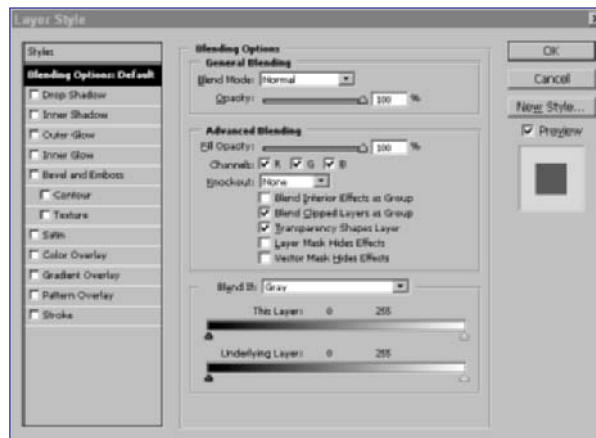 Layer Style
Styles
Blending Options: Default
Drop Shadow
Inner Shadow
Outer Glow
Inner Glow
Bevel and Emboss
Contour
Texture
Satin
Color Overlay
Gradient Overlay
Pattern Overlay
Stroke
Blending Options
General Blending
Blend Mode: Normal
Opacity: 100 %
Advanced Blending
Fill Opacity: 100 %
Channels: R G B
Knockout: None
Blend Interior Effects as Group
Blend Clipped Layers as Group
Transparency Shapes Layer
Layer Mask Hides Effects
Vector Mask Hides Effects
Blend If: Gray
This Layer: 0 255
Underlying Layer: 0 255
OK
Cancel
New Style...
Preview